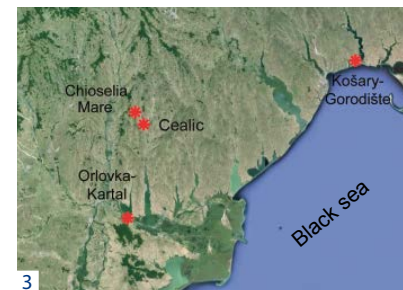 Košary-
Gorodište
Chioselia
Mare
Cealic
Orlovka-
Kartal
Black sea
3